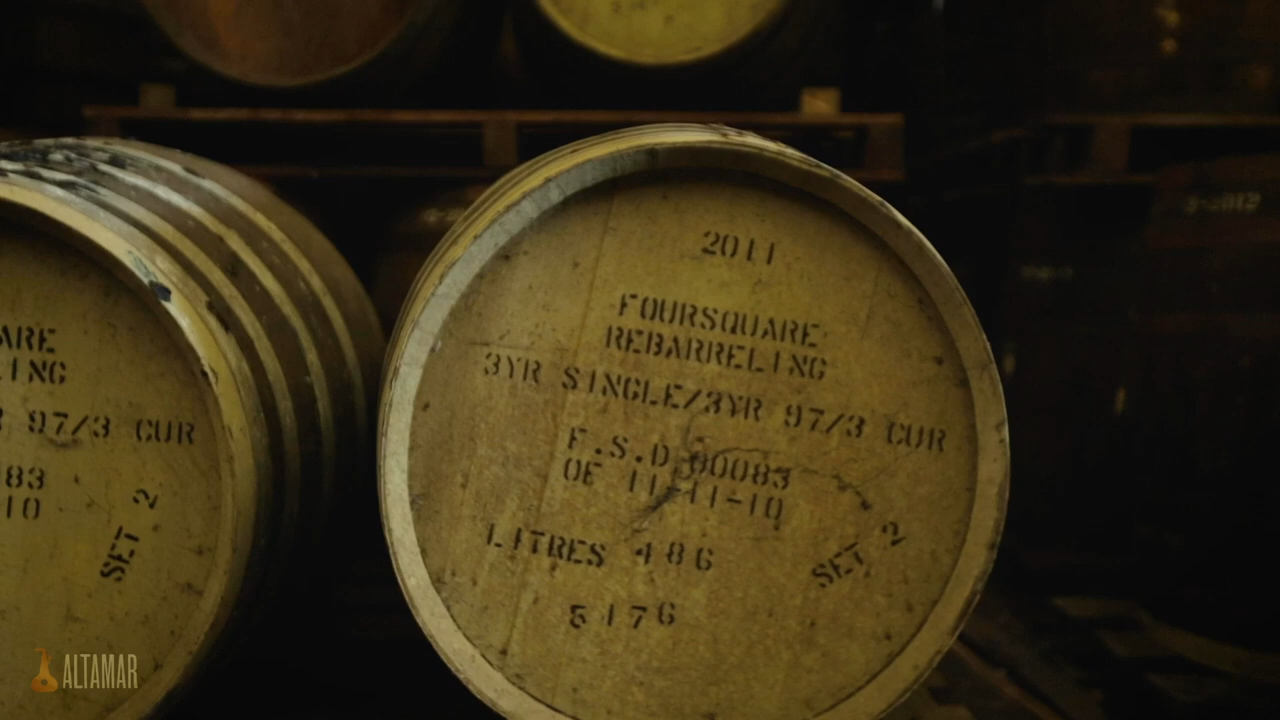 2011
FOURSQUARE
REBARRELING
3YR SINGLE/3YR 97/3 CUR
F.S.D 00083
OF 11-11-10
LITRES 486
SET 2
5176
ARE
ING
97/3 CUR
83
10
SET 2
ALTAMAR